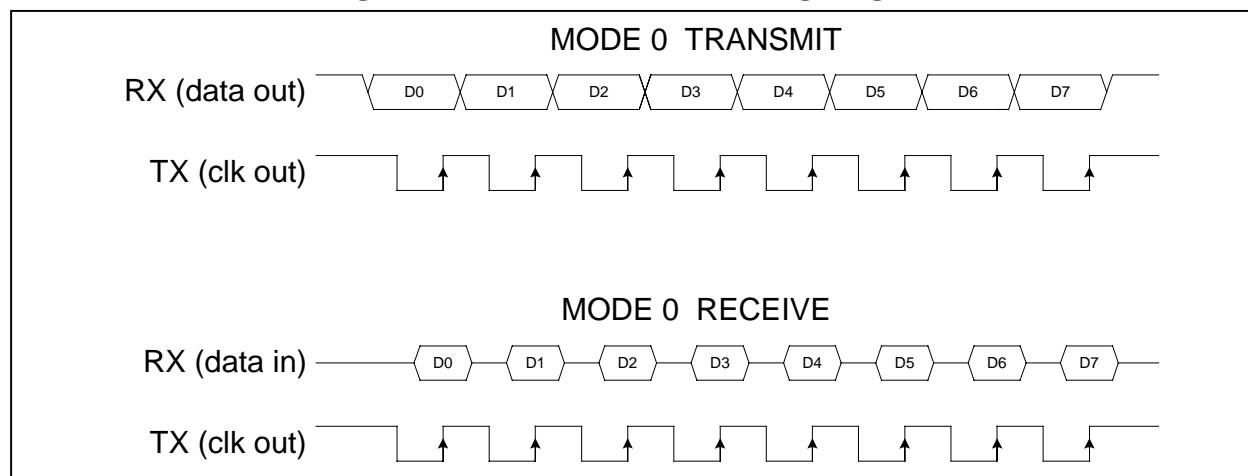 MODE 0 TRANSMIT
RX (data out) D0 D1 D2 D3 D4 D5 D6 D7
TX (clk out)
MODE 0 RECEIVE
RX (data in) D0 D1 D2 D3 D4 D5 D6 D7
TX (clk out)